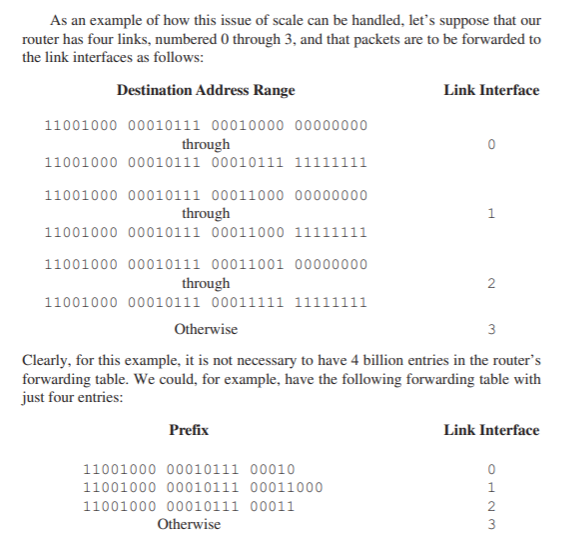 As an example of how this issue of scale can be handled, let’s suppose that our
router has four links, numbered 0 through 3, and that packets are to be forwarded to
the link interfaces as follows:
Destination Address Range Link Interface
11001000 00010111 00010000 00000000
through 0
11001000 00010111 00010111 11111111
11001000 00010111 00011000 00000000
through 1
11001000 00010111 00011000 11111111
11001000 00010111 00011001 00000000
through 2
11001000 00010111 00011111 11111111
Otherwise 3
Clearly, for this example, it is not necessary to have 4 billion entries in the router’s
forwarding table. We could, for example, have the following forwarding table with
just four entries:
Prefix Link Interface
11001000 00010111 00010 0
11001000 00010111 00011000 1
11001000 00010111 00011 2
Otherwise 3